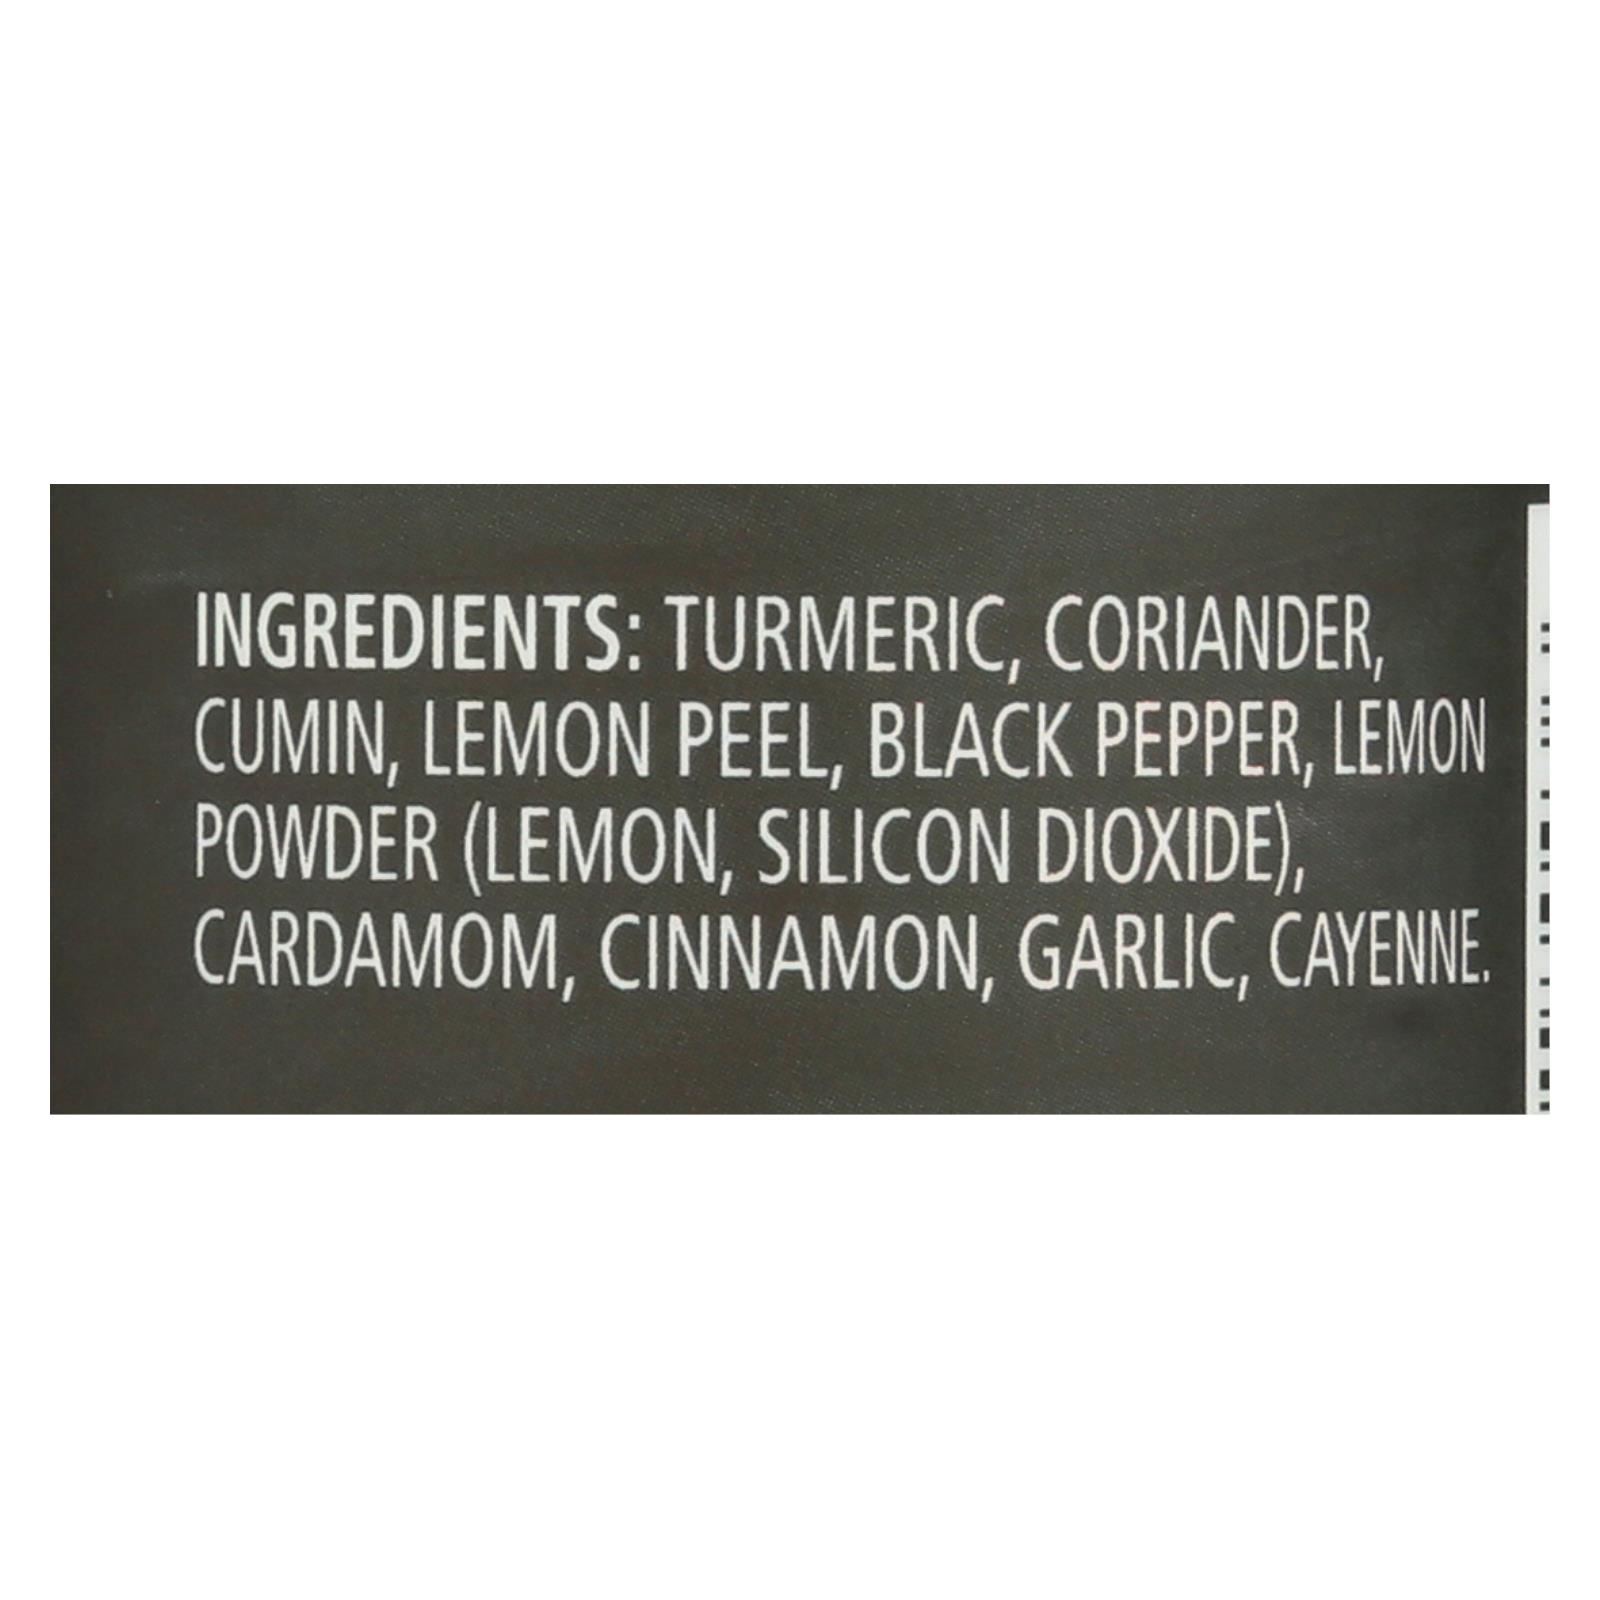 INGREDIENTS: TURMERIC, CORIANDER,
CUMIN, LEMON PEEL, BLACK PEPPER, LEMON
POWDER (LEMON, SILICON DIOXIDE),
CARDAMOM, CINNAMON, GARLIC, CAYENNE.